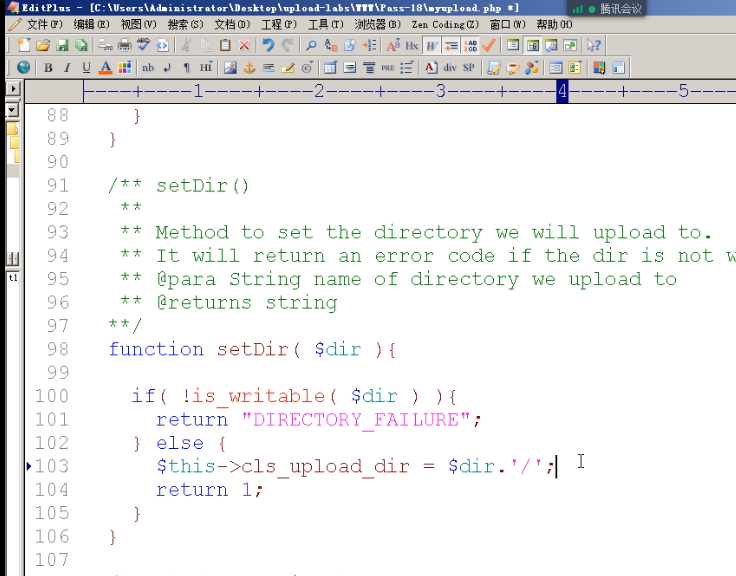 EditPlus - [C:\Users\Administrator\Desktop\upload-labs\WWW\Pass-18\myupload.php *]
腾讯会议
文件(F) 编辑(E) 视图(V) 搜索(S) 文档(D) 工程(P) 工具(T) 浏览器(B) Zen Coding(Z) 窗口(W) 帮助(H)
B I U A nb HI A Hx W
PRE A div SP
----+----1----+----2----+----3----+----4----+----5----
88 }
89 }
90
91 /** setDir()
92 **
93 ** Method to set the directory we will upload to.
94 ** It will return an error code if the dir is not w
95 ** @para String name of directory we upload to
96 ** @returns string
97 **/
98 function setDir( $dir ){
99
100 if( !is_writable( $dir ) ){
101 return "DIRECTORY_FAILURE";
102 } else {
103 $this->cls_upload_dir = $dir.'/';
104 return 1;
105 }
106 }
107
t1